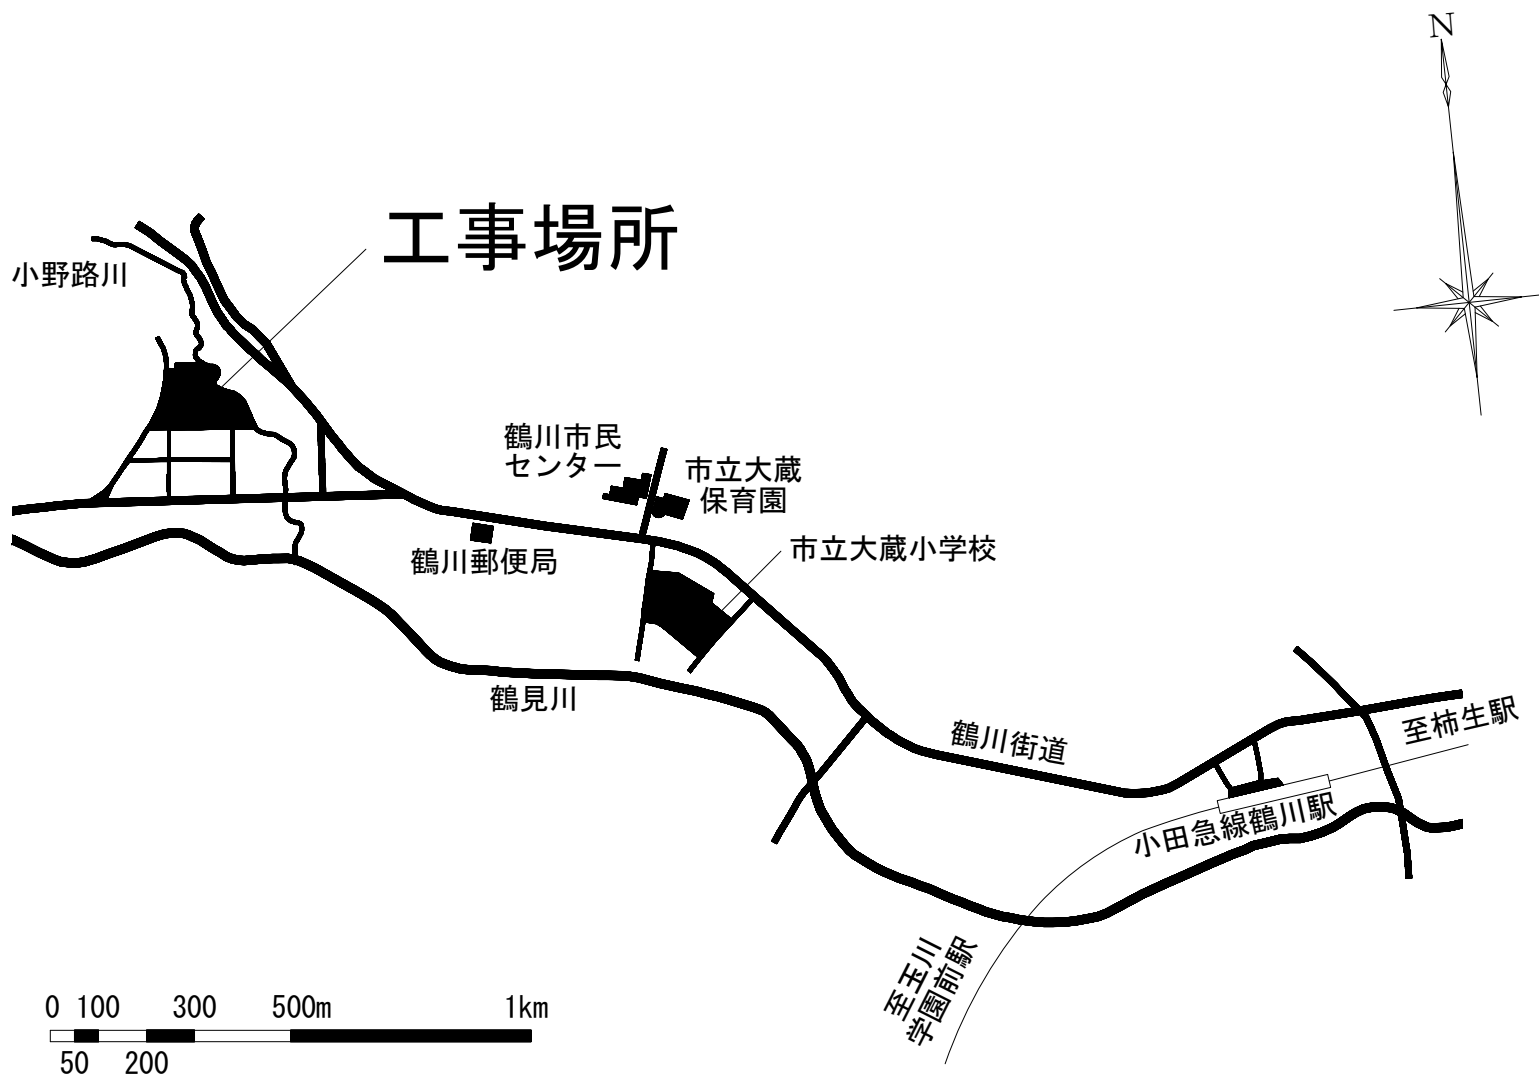 N
工事場所
小野路川
鶴川市民
センター
市立大蔵
保育園
鶴川郵便局
市立大蔵小学校
鶴見川
鶴川街道
至柿生駅
小田急線鶴川駅
至玉川
学園前駅
0 100 300 500m 1km
50 200